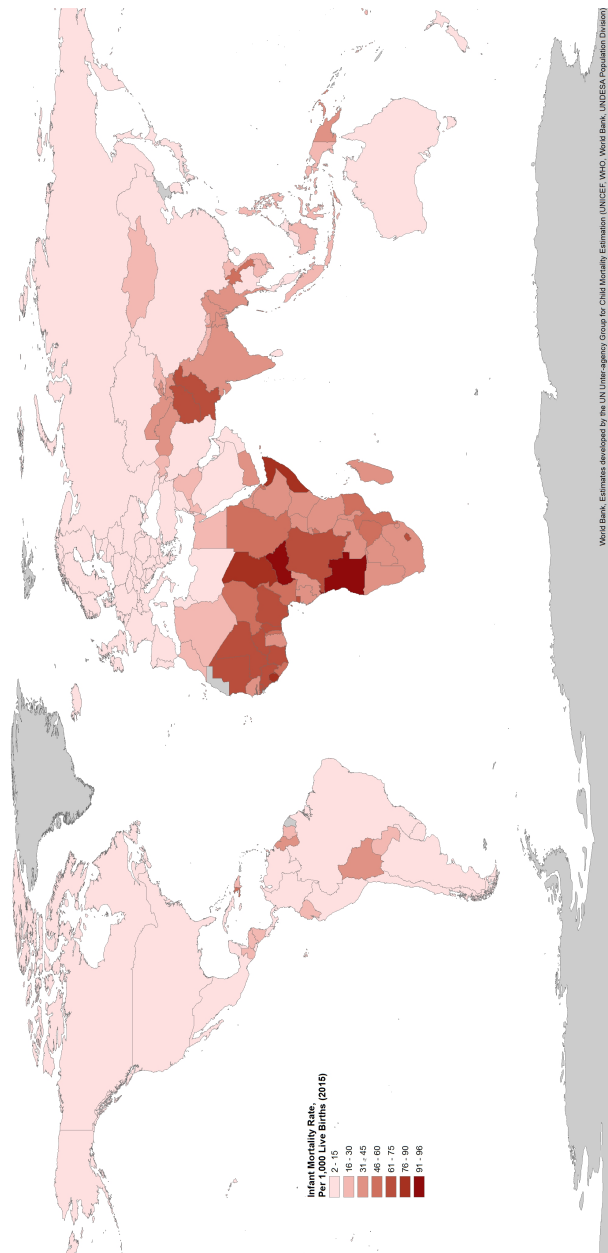 Infant Mortality Rate,
Per 1,000 Live Births (2015)
2 - 15
16 - 30
31 - 45
46 - 60
61 - 75
76 - 90
91 - 96
World Bank, Estimates developed by the UN Unter-agency Group for Child Mortality Estimation (UNICEF, WHO, World Bank, UNDESA Population Division)